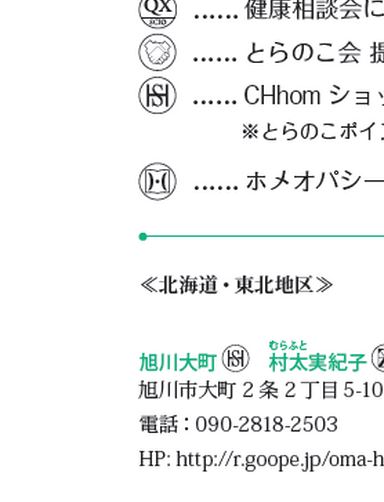 QX
SCIO
......健康相談会に
......とらのこ会 提
HS ......CHhom ショッ
※とらのこポイン
H ......ホメオパシー
≪北海道・東北地区≫
むらふと
旭川大町 HS 村太実紀子
旭川市大町 2 条 2 丁目 5-10
電話：090-2818-2503
HP: http://r.goope.jp/oma-h